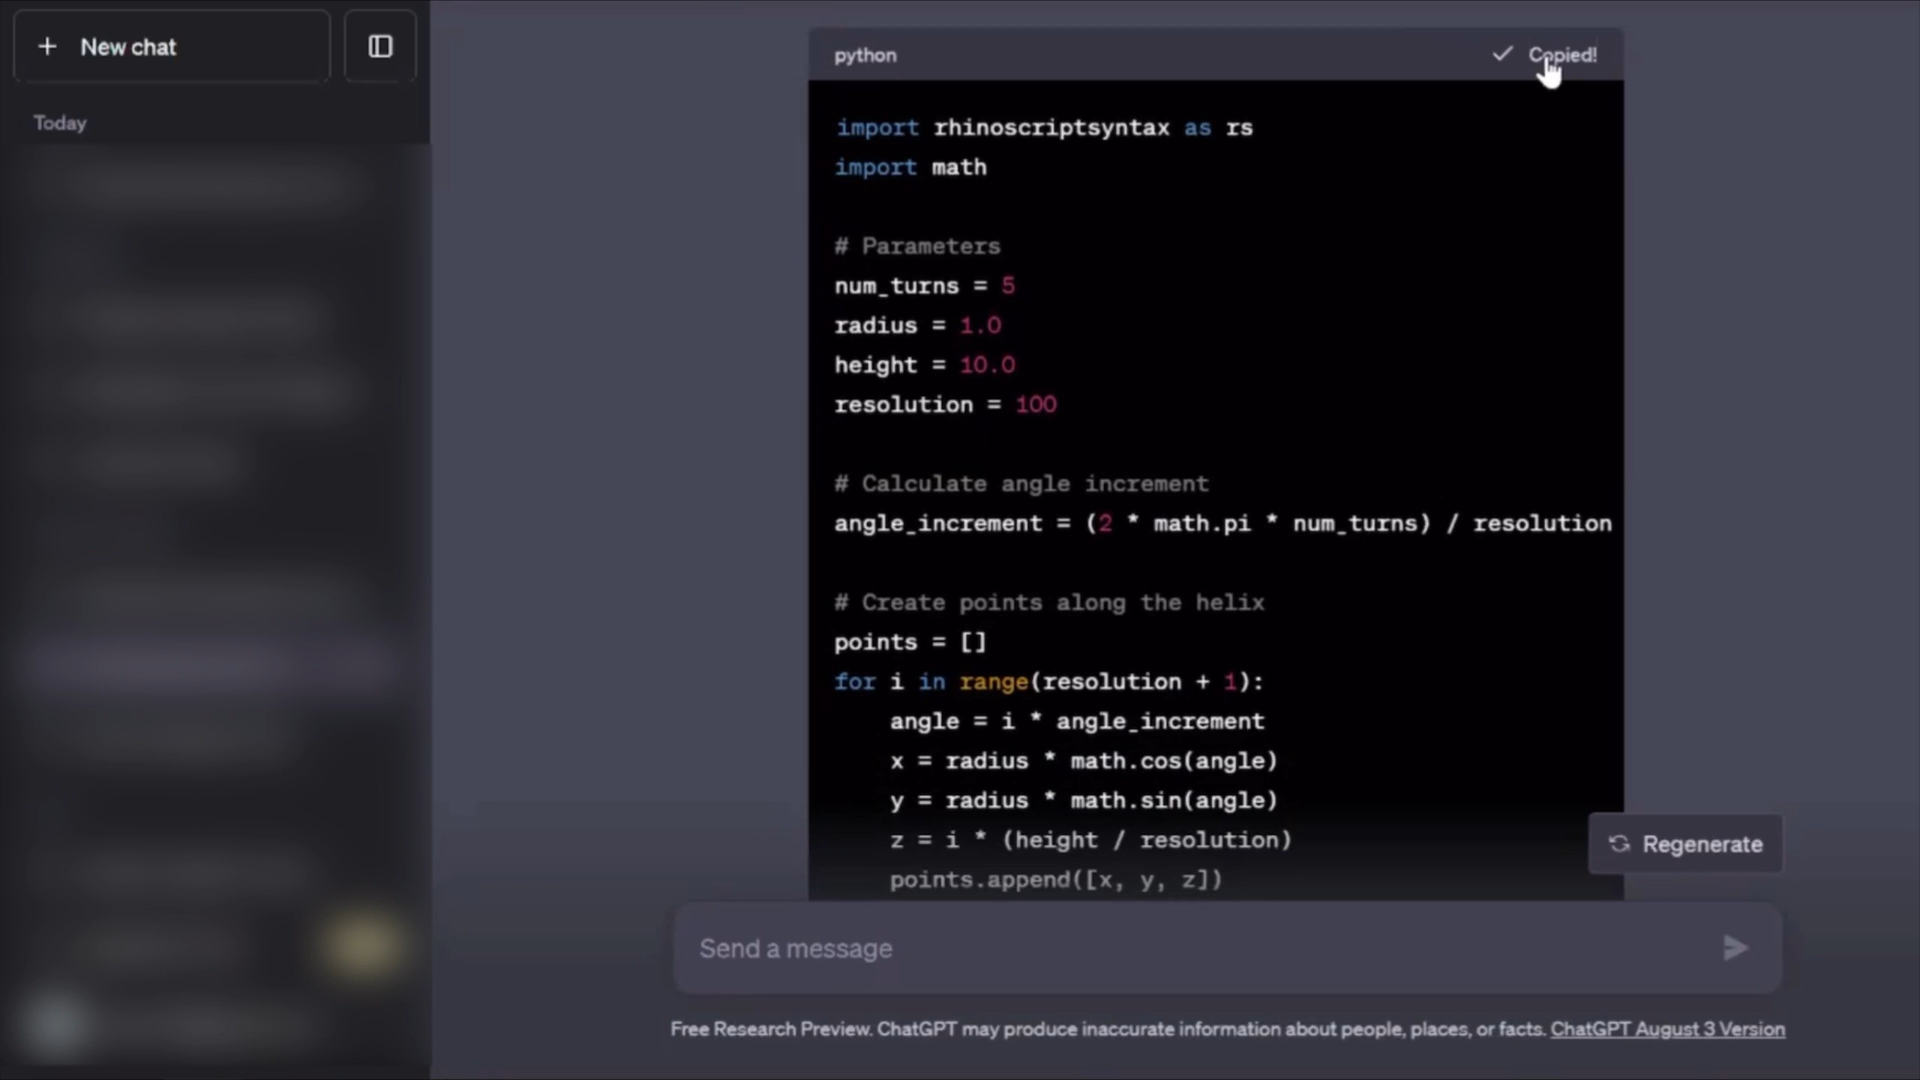 New chat
Today
python
Copied!
import rhinoscriptsyntax as rs
import math
# Parameters
num_turns = 5
radius = 1.0
height = 10.0
resolution = 100
# Calculate angle increment
angle_increment = (2 * math.pi * num_turns) / resolution
# Create points along the helix
points = []
for i in range(resolution + 1):
    angle = i * angle_increment
    x = radius * math.cos(angle)
    y = radius * math.sin(angle)
    z = i * (height / resolution)
    points.append([x, y, z])
Regenerate
Send a message
Free Research Preview. ChatGPT may produce inaccurate information about people, places, or facts. ChatGPT August 3 Version